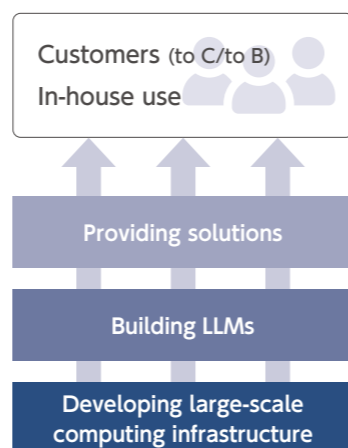 Customers (to C/to B)
In-house use
Providing solutions
Building LLMs
Developing large-scale
computing infrastructure